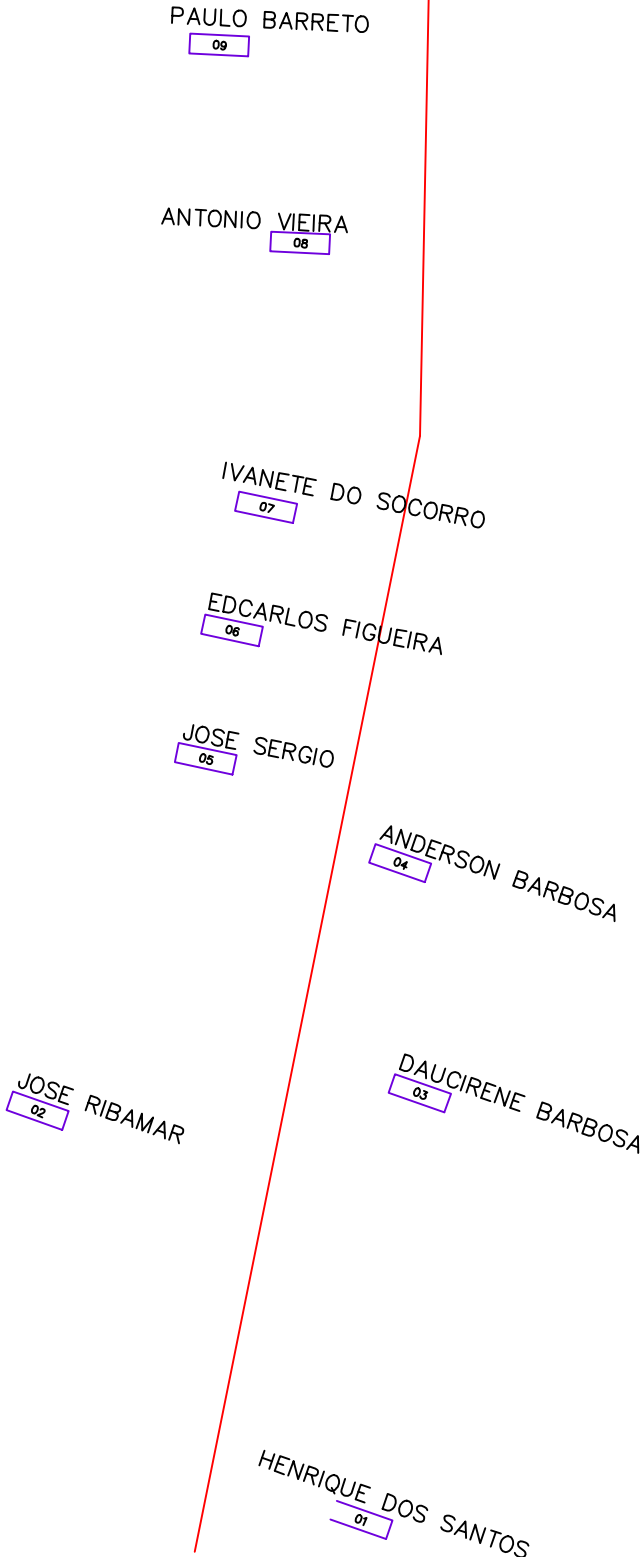 PAULO BARRETO
09
ANTONIO VIEIRA
08
IVANETE DO SOCORRO
07
EDCARLOS FIGUEIRA
06
JOSE SERGIO
05
ANDERSON BARBOSA
04
DAUCIRENE BARBOSA
03
JOSE RIBAMAR
02
HENRIQUE DOS SANTOS
01